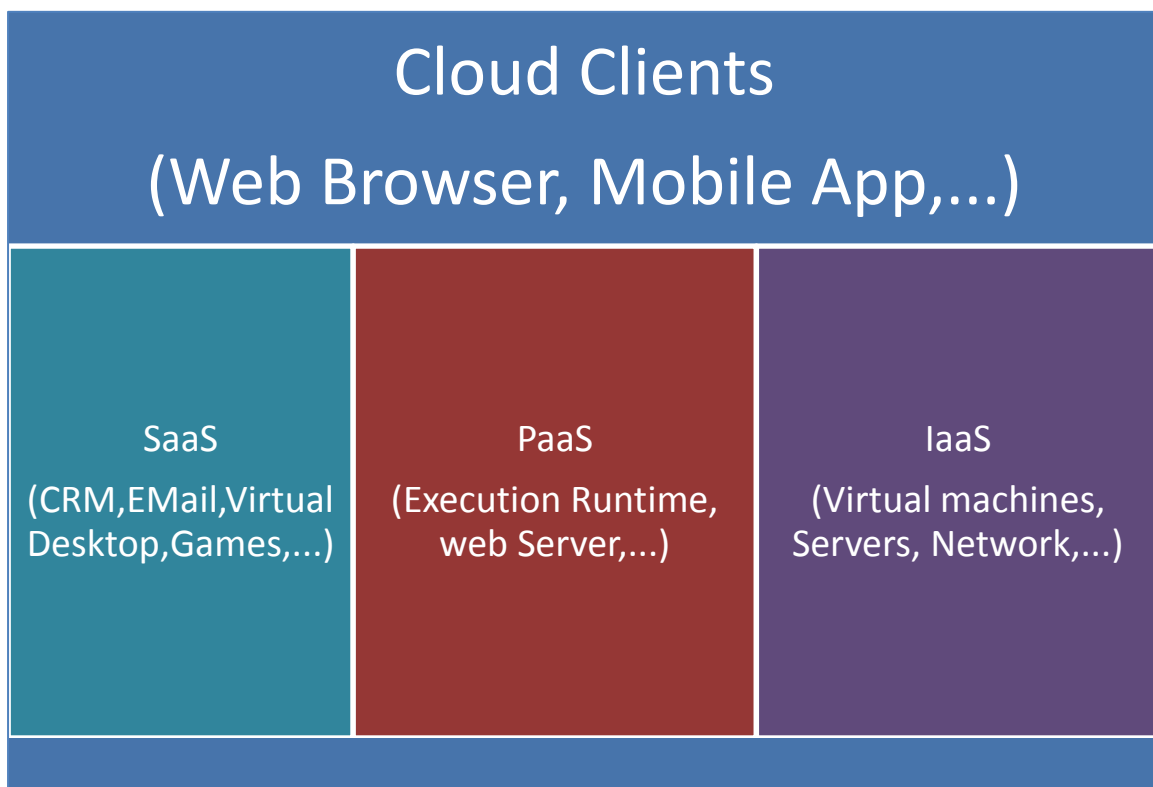 Cloud Clients
(Web Browser, Mobile App,...)
SaaS
(CRM,EMail,Virtual
Desktop,Games,...)
PaaS
(Execution Runtime,
web Server,...)
IaaS
(Virtual machines,
Servers, Network,...)